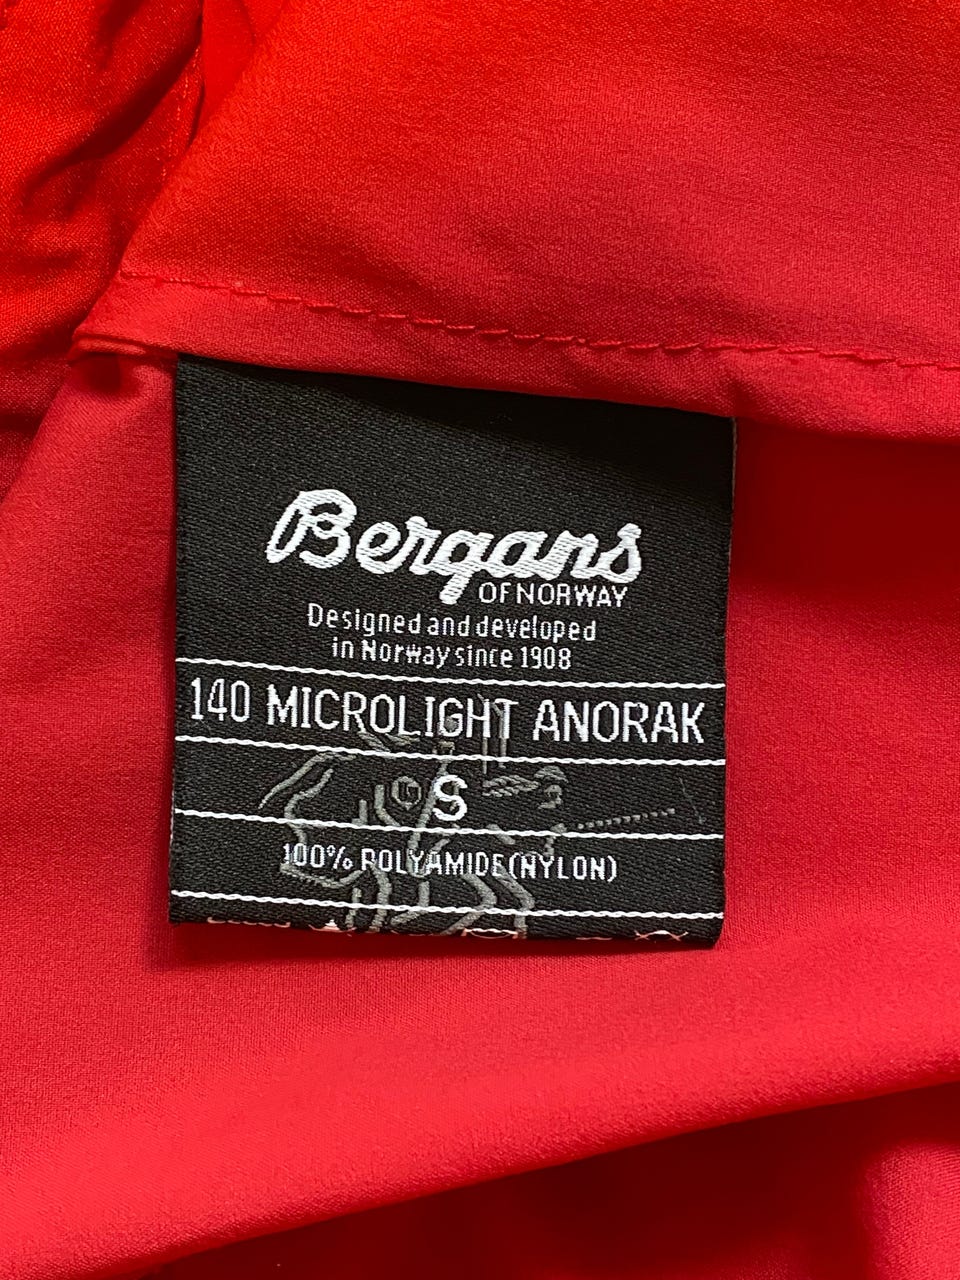 Bergans
OF NORWAY
Designed and developed
in Norway since 1908
140 MICROLIGHT ANORAK
S
100% POLYAMIDE(NYLON)